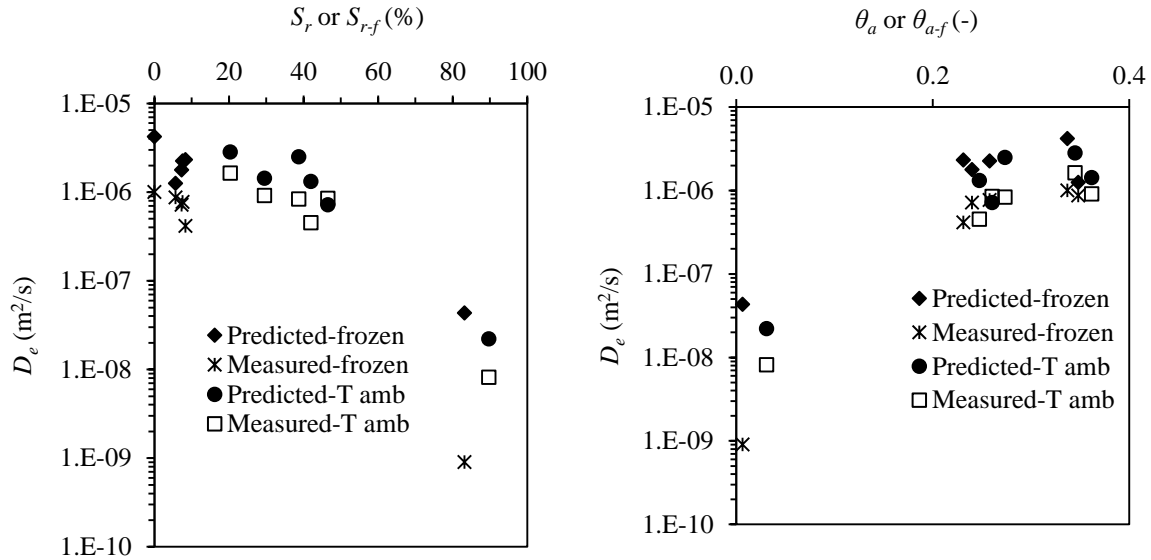 S_r or S_{r-f} (%)
0 20 40 60 80 100
1.E-05
1.E-06
1.E-07
1.E-08
1.E-09
1.E-10
D_e (m²/s)
Predicted-frozen
Measured-frozen
Predicted-T amb
Measured-T amb
θ_a or θ_{a-f} (-)
0.0 0.2 0.4
1.E-05
1.E-06
1.E-07
1.E-08
1.E-09
1.E-10
D_e (m²/s)
Predicted-frozen
Measured-frozen
Predicted-T amb
Measured-T amb